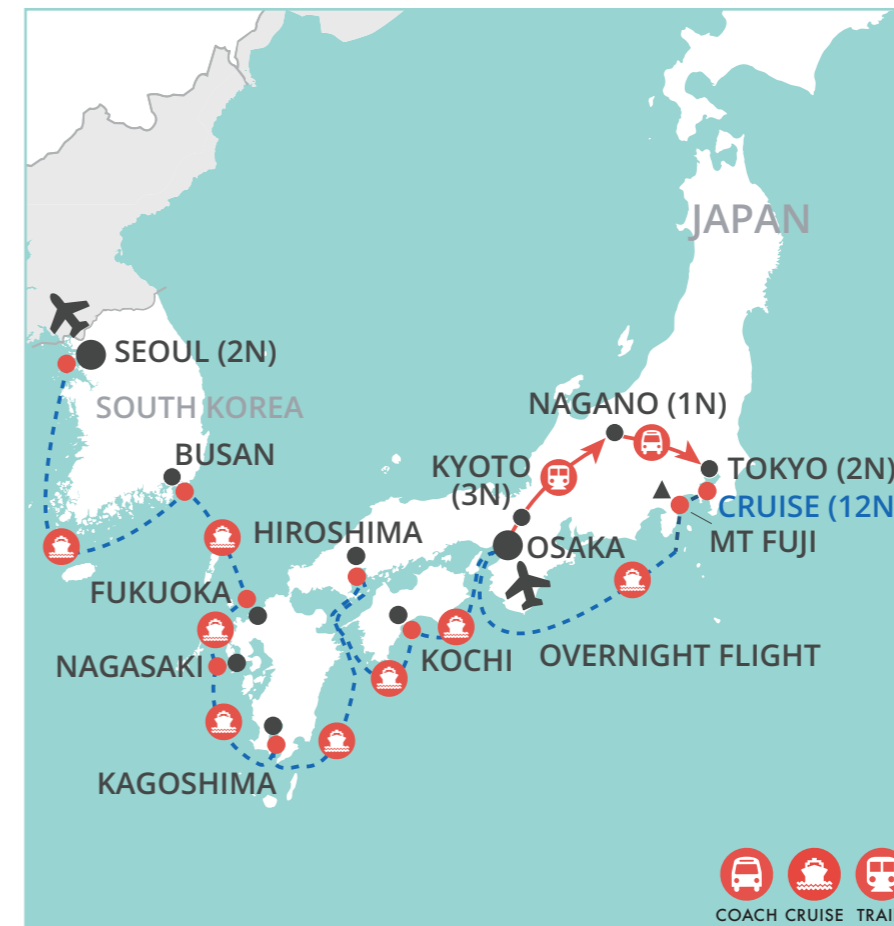 JAPAN
SEOUL (2N)
SOUTH KOREA
NAGANO (1N)
BUSAN
KYOTO
(3N)
TOKYO (2N)
CRUISE (12N
HIROSHIMA
OSAKA
MT FUJI
FUKUOKA
NAGASAKI
KOCHI
OVERNIGHT FLIGHT
KAGOSHIMA
COACH CRUISE TRAI